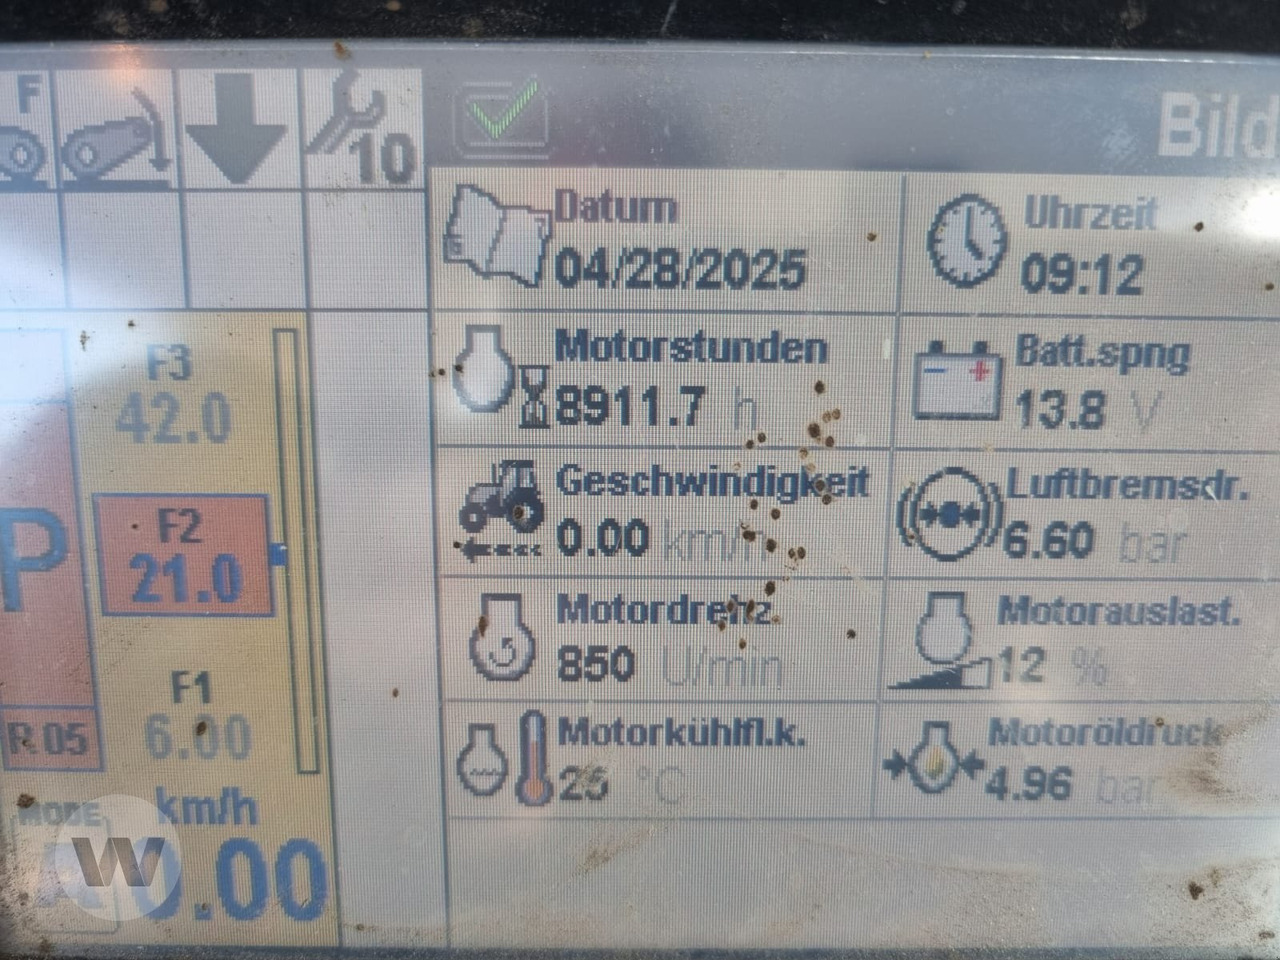 F
10
Bild
Datum
04/28/2025
Uhrzeit
09:12
Motorstunden
8911.7 h
Batt.spng
13.8 V
Geschwindigkeit
0.00 km/h
Luftbremsdr.
6.60 bar
Motordrehz.
850 U/min
Motorauslast.
12 %
Motorkühlfl.k.
25 °C
Motoröldruck
4.96 bar
F3
42.0
F2
21.0
P
F1
6.00
R 05
MODE
km/h
0.00
W